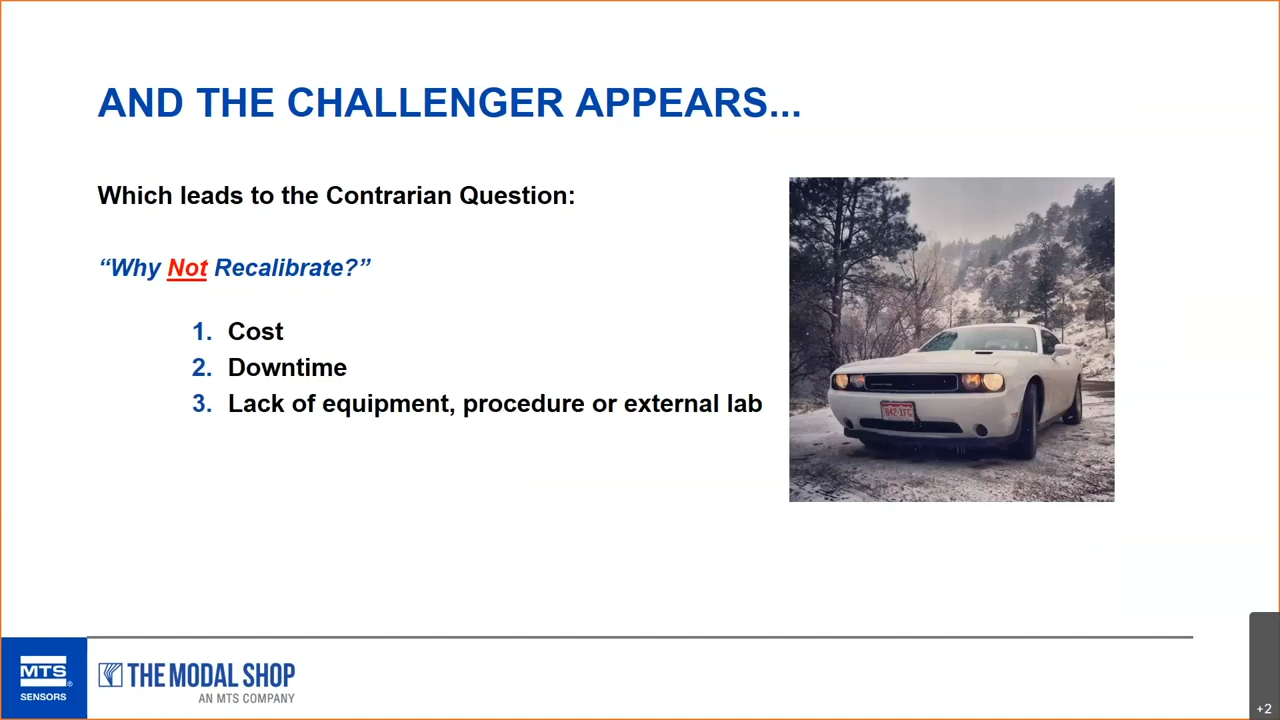 AND THE CHALLENGER APPEARS...
Which leads to the Contrarian Question:
“Why Not Recalibrate?”
1. Cost
2. Downtime
3. Lack of equipment, procedure or external lab
MTS
SENSORS
THE MODAL SHOP
AN MTS COMPANY
+2